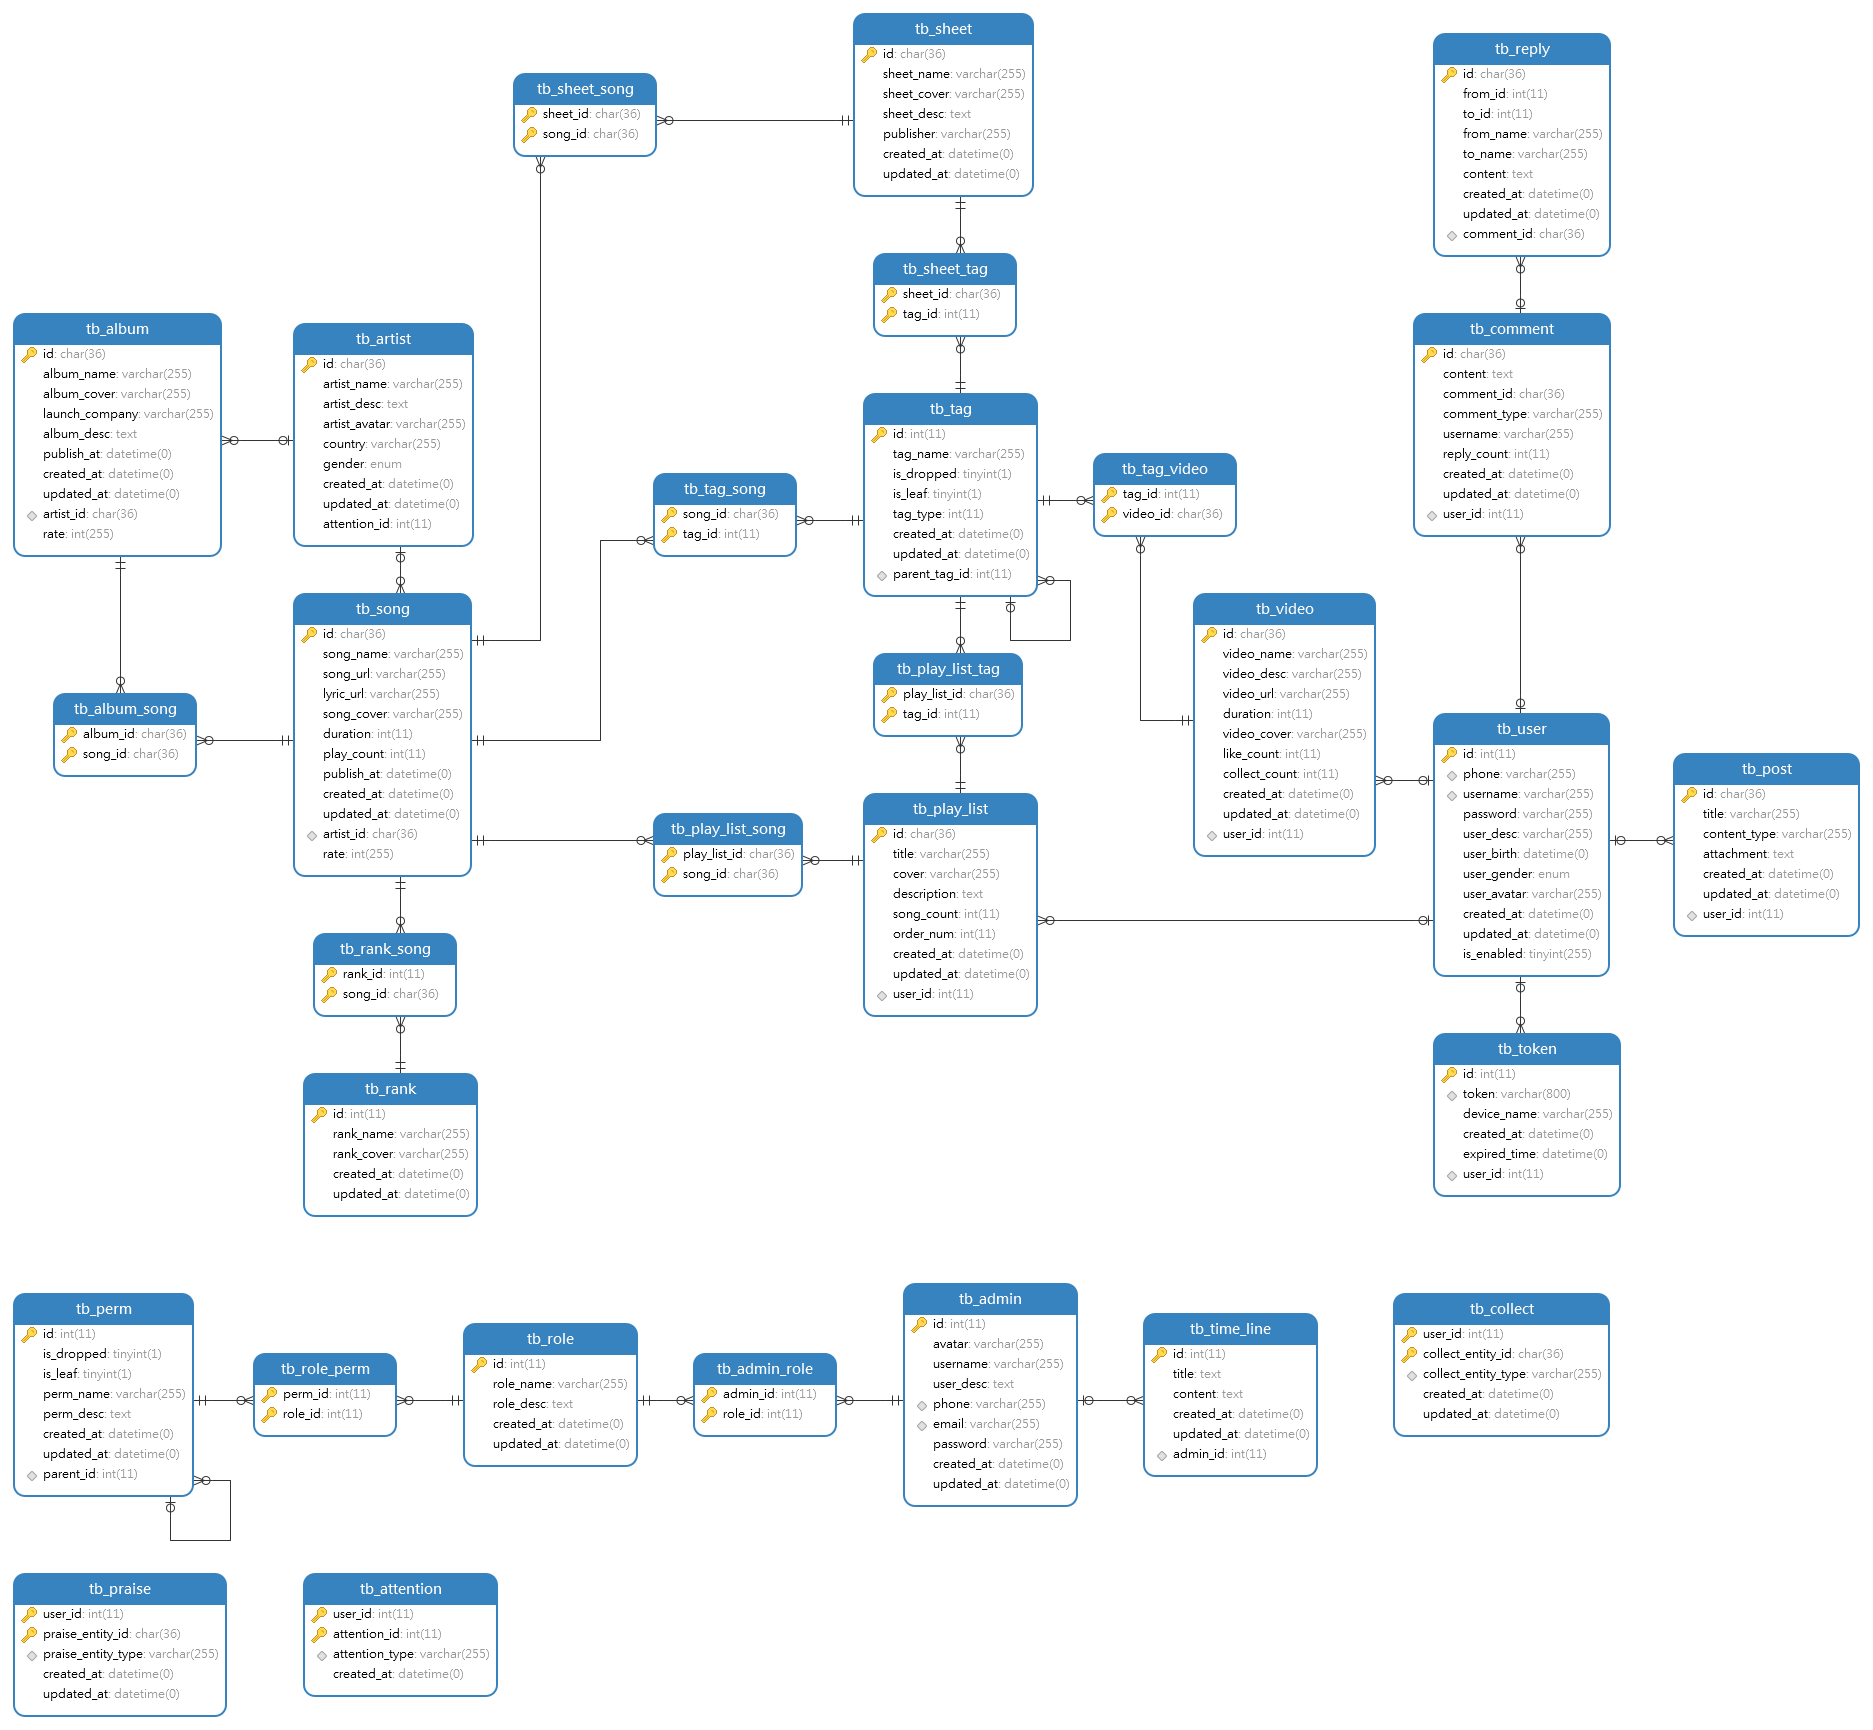 tb_sheet
id: char(36)
sheet_name: varchar(255)
sheet_cover: varchar(255)
sheet_desc: text
publisher: varchar(255)
created_at: datetime(0)
updated_at: datetime(0)
tb_reply
id: char(36)
from_id: int(11)
to_id: int(11)
from_name: varchar(255)
to_name: varchar(255)
content: text
created_at: datetime(0)
updated_at: datetime(0)
comment_id: char(36)
tb_sheet_song
sheet_id: char(36)
song_id: char(36)
tb_sheet_tag
sheet_id: char(36)
tag_id: int(11)
tb_album
id: char(36)
album_name: varchar(255)
album_cover: varchar(255)
launch_company: varchar(255)
album_desc: text
publish_at: datetime(0)
created_at: datetime(0)
updated_at: datetime(0)
artist_id: char(36)
rate: int(255)
tb_artist
id: char(36)
artist_name: varchar(255)
artist_desc: text
artist_avatar: varchar(255)
country: varchar(255)
gender: enum
created_at: datetime(0)
updated_at: datetime(0)
attention_id: int(11)
tb_comment
id: char(36)
content: text
comment_id: char(36)
comment_type: varchar(255)
username: varchar(255)
reply_count: int(11)
created_at: datetime(0)
updated_at: datetime(0)
user_id: int(11)
tb_tag
id: int(11)
tag_name: varchar(255)
is_dropped: tinyint(1)
is_leaf: tinyint(1)
tag_type: int(11)
created_at: datetime(0)
updated_at: datetime(0)
parent_tag_id: int(11)
tb_tag_video
tag_id: int(11)
video_id: char(36)
tb_tag_song
song_id: char(36)
tag_id: int(11)
tb_song
id: char(36)
song_name: varchar(255)
song_url: varchar(255)
lyric_url: varchar(255)
song_cover: varchar(255)
duration: int(11)
play_count: int(11)
publish_at: datetime(0)
created_at: datetime(0)
updated_at: datetime(0)
artist_id: char(36)
rate: int(255)
tb_video
id: char(36)
video_name: varchar(255)
video_desc: varchar(255)
video_url: varchar(255)
duration: int(11)
video_cover: varchar(255)
like_count: int(11)
collect_count: int(11)
created_at: datetime(0)
updated_at: datetime(0)
user_id: int(11)
tb_play_list_tag
play_list_id: char(36)
tag_id: int(11)
tb_album_song
album_id: char(36)
song_id: char(36)
tb_user
id: int(11)
phone: varchar(255)
username: varchar(255)
password: varchar(255)
user_desc: varchar(255)
user_birth: datetime(0)
user_gender: enum
user_avatar: varchar(255)
created_at: datetime(0)
updated_at: datetime(0)
is_enabled: tinyint(255)
tb_post
id: char(36)
title: varchar(255)
content_type: varchar(255)
attachment: text
created_at: datetime(0)
updated_at: datetime(0)
user_id: int(11)
tb_play_list
id: char(36)
title: varchar(255)
cover: varchar(255)
description: text
song_count: int(11)
order_num: int(11)
created_at: datetime(0)
updated_at: datetime(0)
user_id: int(11)
tb_play_list_song
play_list_id: char(36)
song_id: char(36)
tb_rank_song
rank_id: int(11)
song_id: char(36)
tb_token
id: int(11)
token: varchar(800)
device_name: varchar(255)
created_at: datetime(0)
expired_time: datetime(0)
user_id: int(11)
tb_rank
id: int(11)
rank_name: varchar(255)
rank_cover: varchar(255)
created_at: datetime(0)
updated_at: datetime(0)
tb_perm
id: int(11)
is_dropped: tinyint(1)
is_leaf: tinyint(1)
perm_name: varchar(255)
perm_desc: text
created_at: datetime(0)
updated_at: datetime(0)
parent_id: int(11)
tb_role_perm
perm_id: int(11)
role_id: int(11)
tb_role
id: int(11)
role_name: varchar(255)
role_desc: text
created_at: datetime(0)
updated_at: datetime(0)
tb_admin_role
admin_id: int(11)
role_id: int(11)
tb_admin
id: int(11)
avatar: varchar(255)
username: varchar(255)
user_desc: text
phone: varchar(255)
email: varchar(255)
password: varchar(255)
created_at: datetime(0)
updated_at: datetime(0)
tb_time_line
id: int(11)
title: text
content: text
created_at: datetime(0)
updated_at: datetime(0)
admin_id: int(11)
tb_collect
user_id: int(11)
collect_entity_id: char(36)
collect_entity_type: varchar(255)
created_at: datetime(0)
updated_at: datetime(0)
tb_praise
user_id: int(11)
praise_entity_id: char(36)
praise_entity_type: varchar(255)
created_at: datetime(0)
updated_at: datetime(0)
tb_attention
user_id: int(11)
attention_id: int(11)
attention_type: varchar(255)
created_at: datetime(0)